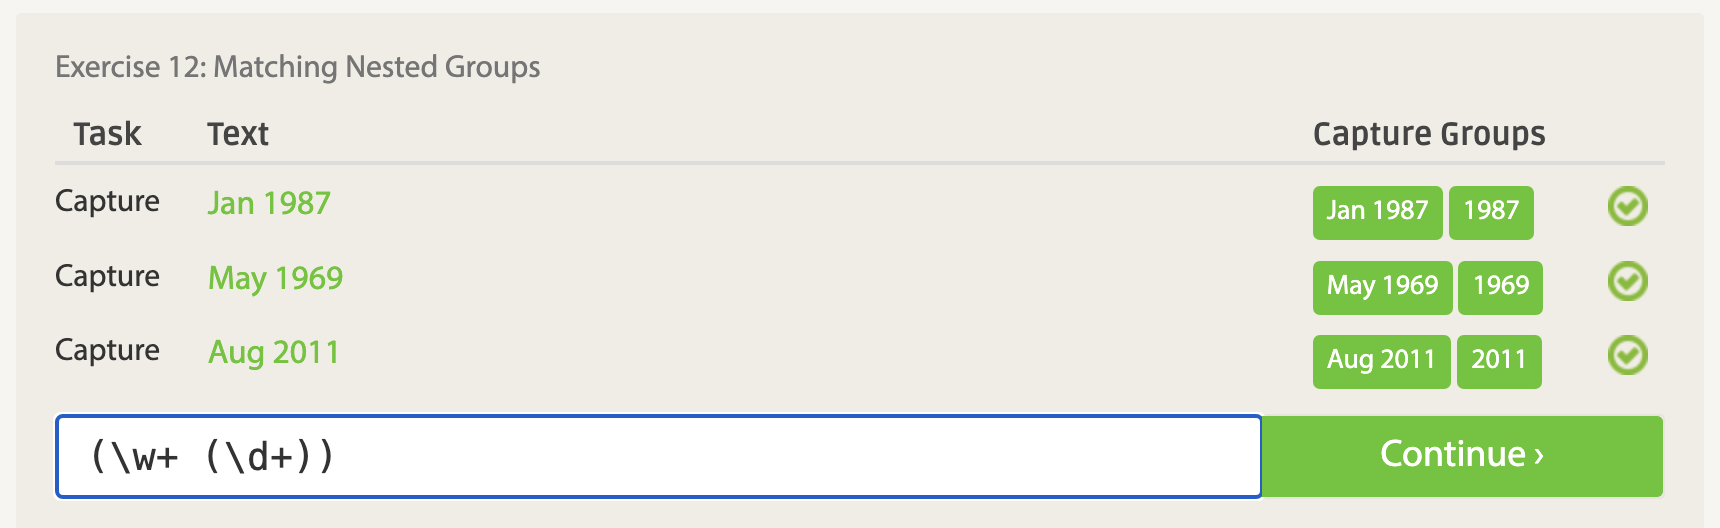 Exercise 12: Matching Nested Groups
Task Text Capture Groups
Capture Jan 1987 Jan 1987 1987
Capture May 1969 May 1969 1969
Capture Aug 2011 Aug 2011 2011
(\w+ (\d+)) Continue ›